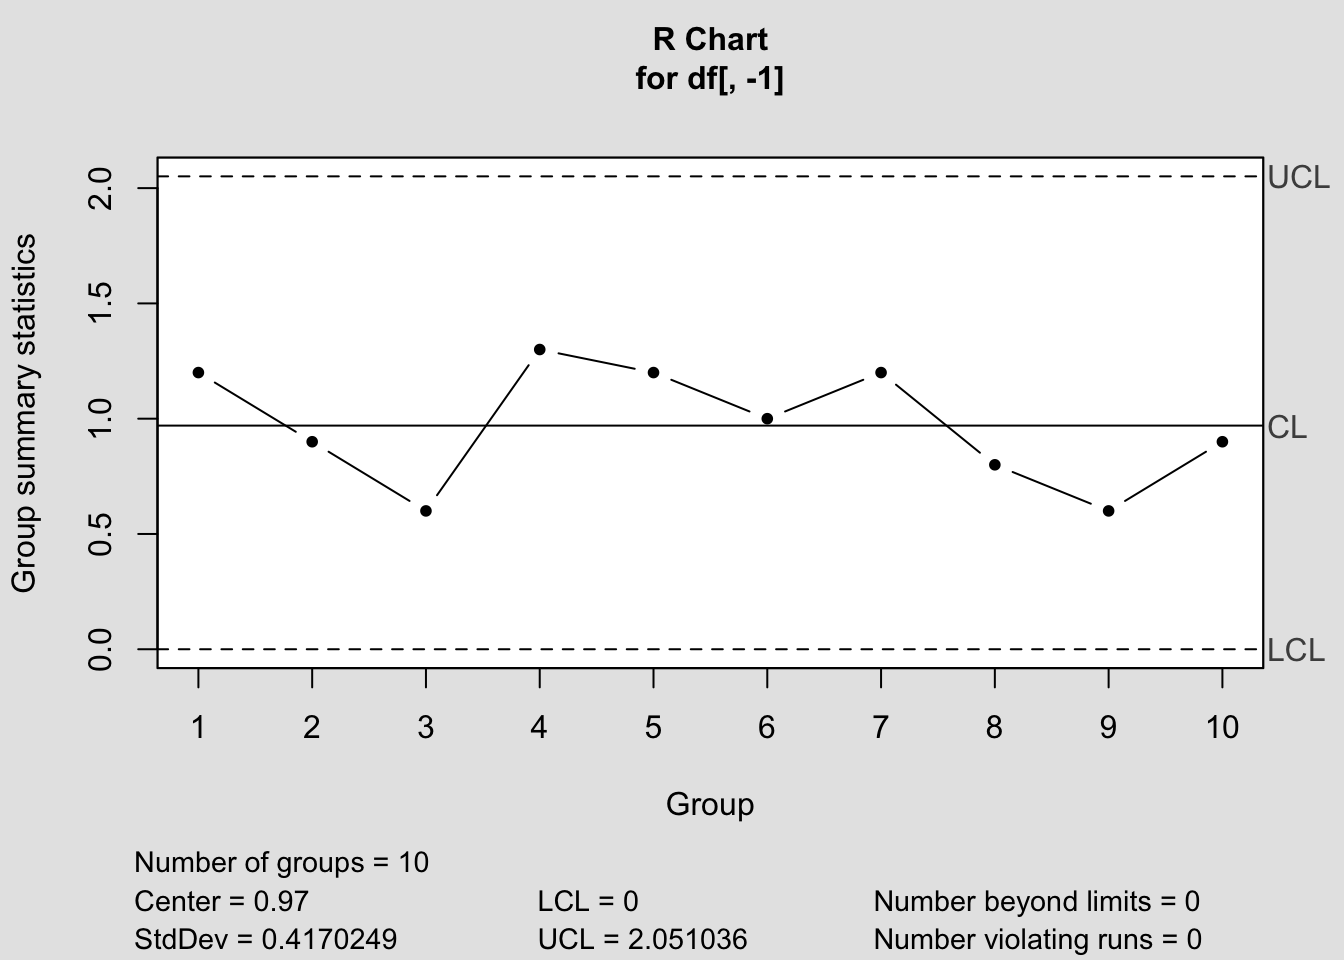 R Chart
for df[, -1]
Group summary statistics
2.0
1.5
1.0
0.5
0.0
UCL
CL
LCL
1 2 3 4 5 6 7 8 9 10
Group
Number of groups = 10
Center = 0.97 LCL = 0 Number beyond limits = 0
StdDev = 0.4170249 UCL = 2.051036 Number violating runs = 0